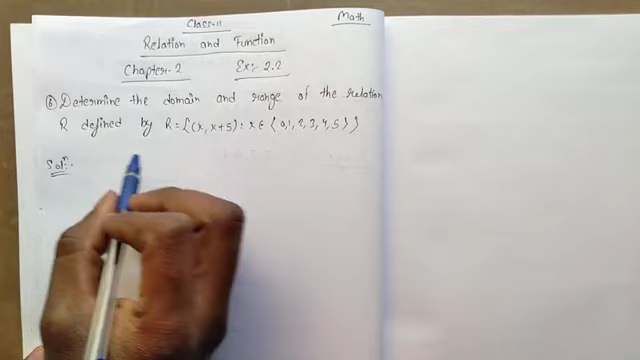 Class-11
Math
Relation and Function
Chapter-2 Ex:- 2.2
⑥ Determine the domain and range of the relation
R defined by R = {(x, x+5): x ∈ {0,1,2,3,4,5}}
Solⁿ:-